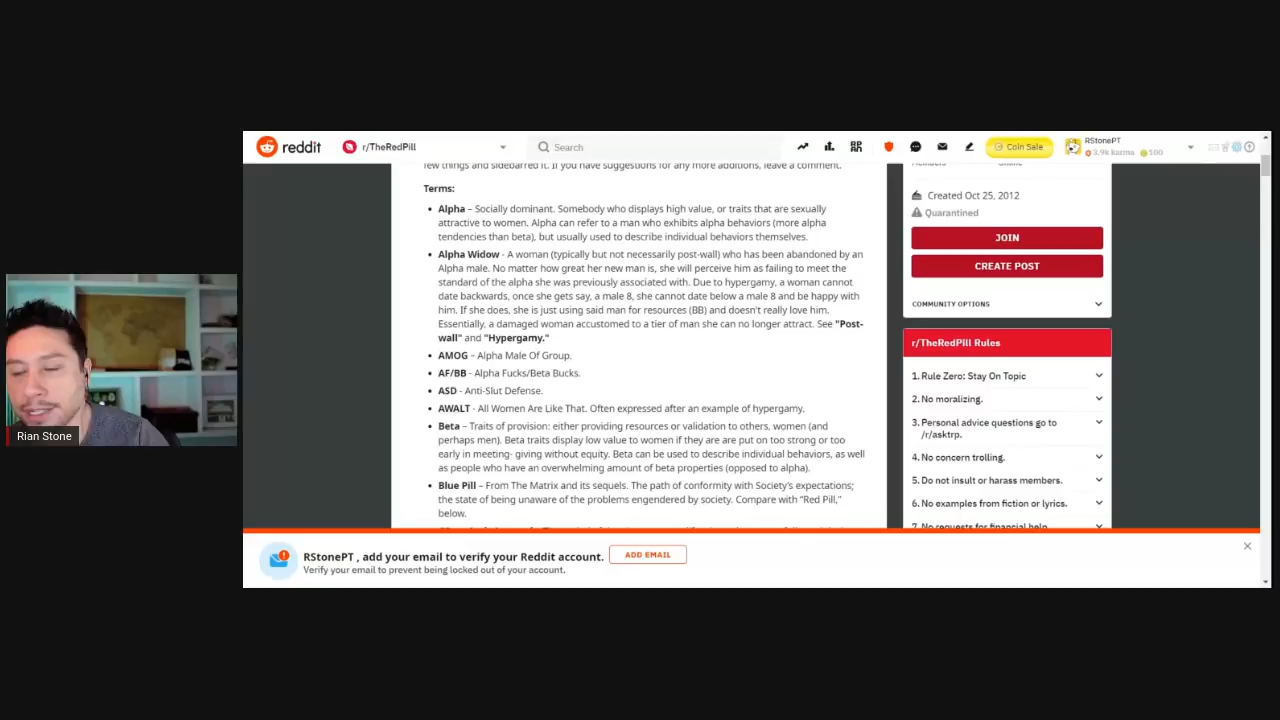 reddit
r/TheRedPill
Search
Coin Sale
RStonePT
3.9k karma 100
few things and sidebarred it. If you have suggestions for any more additions, leave a comment.
Terms:
• Alpha – Socially dominant. Somebody who displays high value, or traits that are sexually
attractive to women. Alpha can refer to a man who exhibits alpha behaviors (more alpha
tendencies than beta), but usually used to describe individual behaviors themselves.
• Alpha Widow - A woman (typically but not necessarily post-wall) who has been abandoned by an
Alpha male. No matter how great her new man is, she will perceive him as failing to meet the
standard of the alpha she was previously associated with. Due to hypergamy, a woman cannot
date backwards, once she gets say, a male 8, she cannot date below a male 8 and be happy with
him. If she does, she is just using said man for resources (BB) and doesn't really love him.
Essentially, a damaged woman accustomed to a tier of man she can no longer attract. See "Post-
wall" and "Hypergamy."
• AMOG – Alpha Male Of Group.
• AF/BB - Alpha Fucks/Beta Bucks.
• ASD - Anti-Slut Defense.
• AWALT - All Women Are Like That. Often expressed after an example of hypergamy.
• Beta – Traits of provision: either providing resources or validation to others, women (and
perhaps men). Beta traits display low value to women if they are are put on too strong or too
early in meeting- giving without equity. Beta can be used to describe individual behaviors, as well
as people who have an overwhelming amount of beta properties (opposed to alpha).
• Blue Pill – From The Matrix and its sequels. The path of conformity with Society's expectations;
the state of being unaware of the problems engendered by society. Compare with "Red Pill,"
below.
Created Oct 25, 2012
Quarantined
JOIN
CREATE POST
COMMUNITY OPTIONS
r/TheRedPill Rules
1. Rule Zero: Stay On Topic
2. No moralizing.
3. Personal advice questions go to
/r/asktrp.
4. No concern trolling.
5. Do not insult or harass members.
6. No examples from fiction or lyrics.
7. No requests for financial help
Rian Stone
RStonePT , add your email to verify your Reddit account.
ADD EMAIL
Verify your email to prevent being locked out of your account.